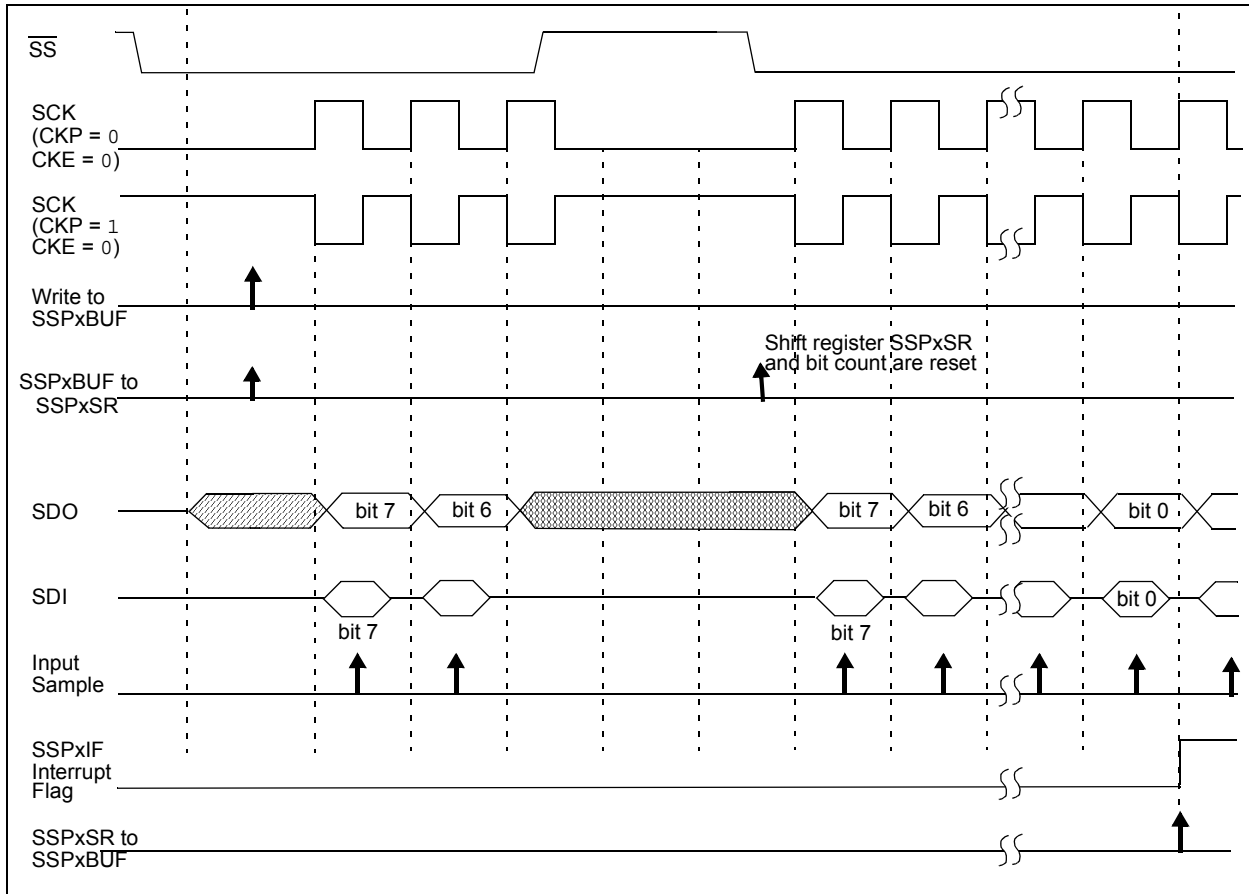 SS
SCK
(CKP = 0
CKE = 0)
SCK
(CKP = 1
CKE = 0)
Write to
SSPxBUF
Shift register SSPxSR
and bit count are reset
SSPxBUF to
SSPxSR
SDO
bit 7
bit 6
bit 7
bit 6
bit 0
SDI
bit 0
bit 7
bit 7
Input
Sample
SSPxIF
Interrupt
Flag
SSPxSR to
SSPxBUF